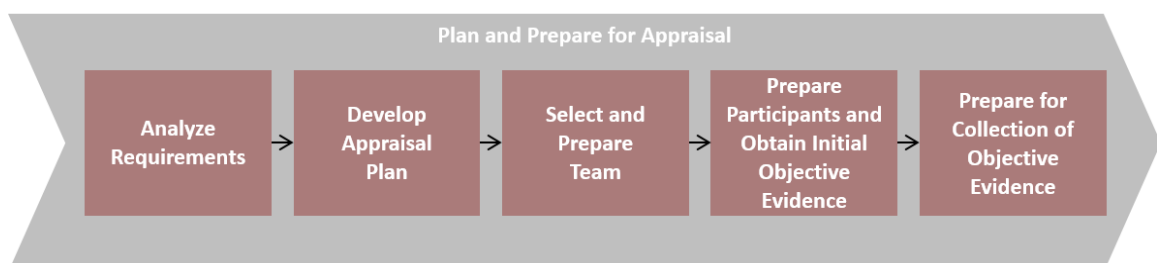 Plan and Prepare for Appraisal
Analyze
Requirements
Develop
Appraisal
Plan
Select and
Prepare
Team
Prepare
Participants and
Obtain Initial
Objective
Evidence
Prepare for
Collection of
Objective
Evidence